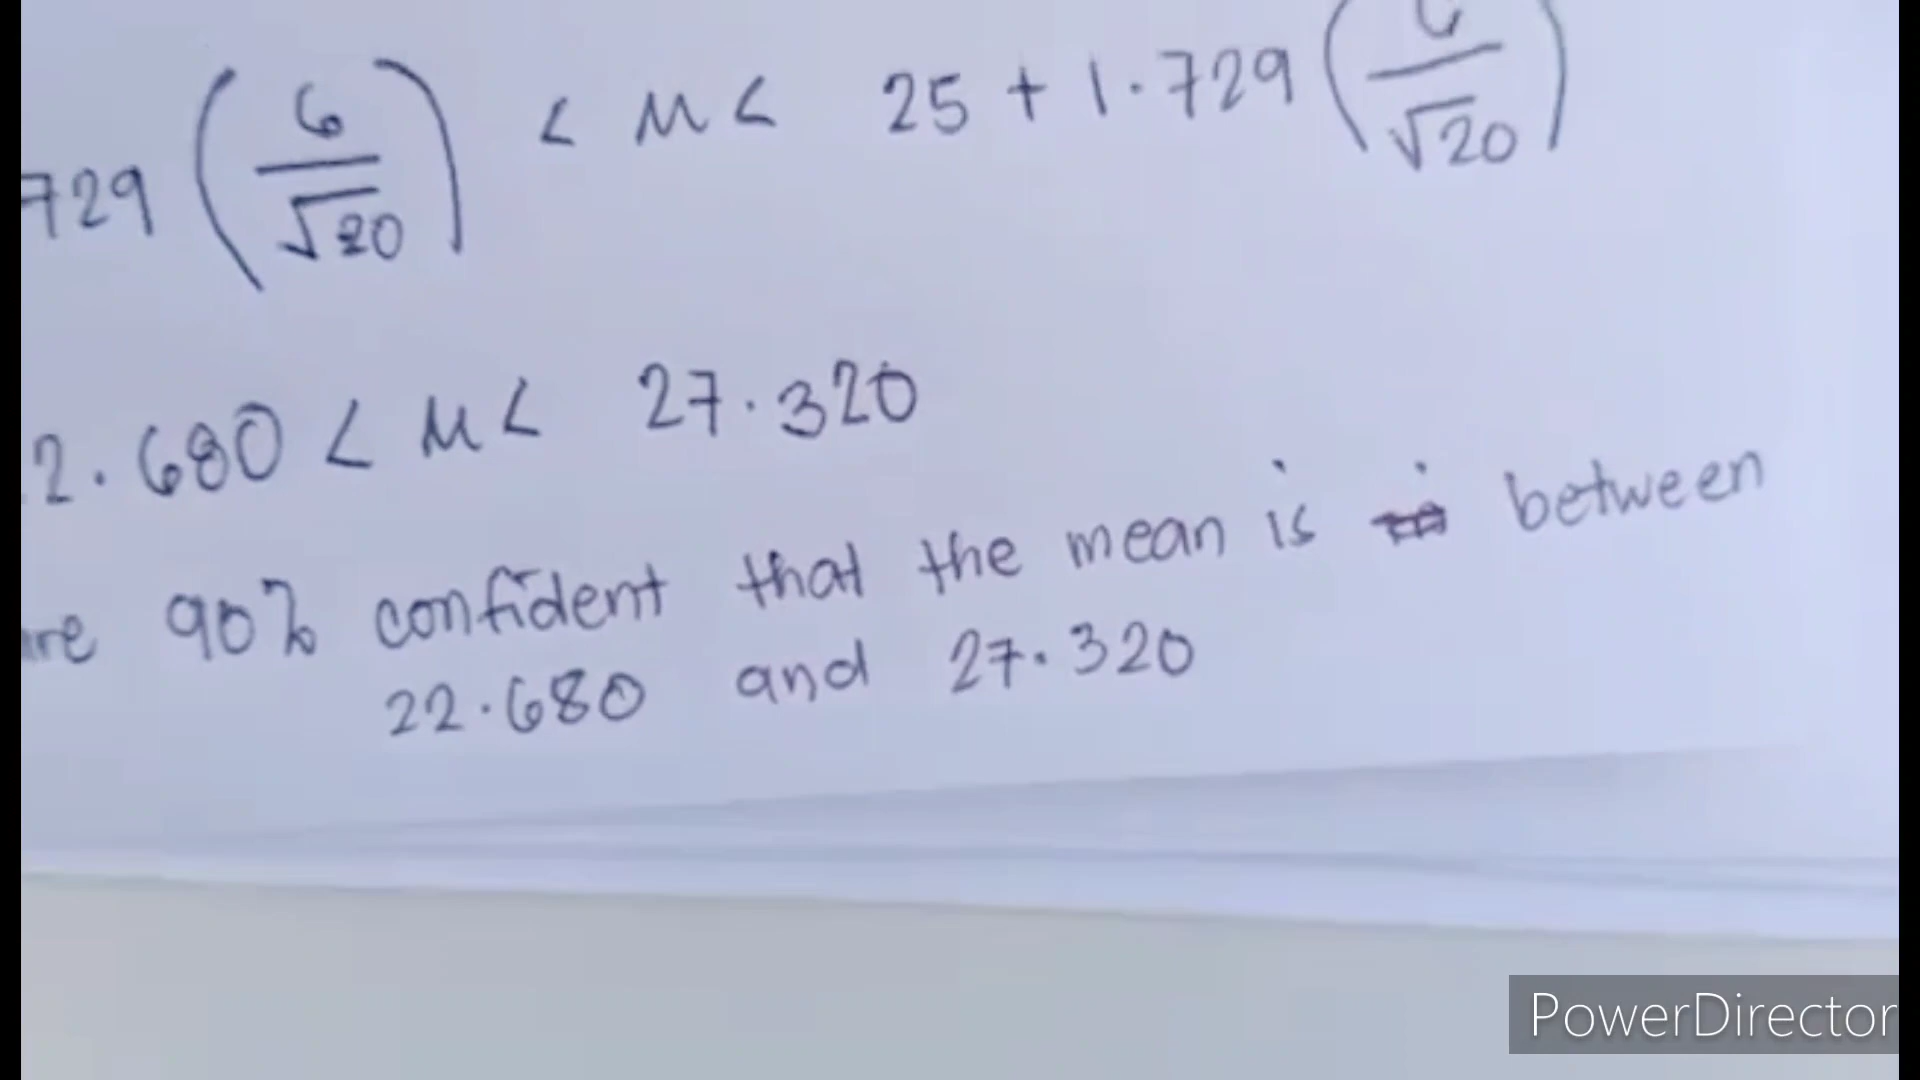 729 (6/√20) < μ < 25 + 1.729 (6/√20)
2.680 < μ < 27.320
are 90% confident that the mean is between
22.680 and 27.320
PowerDirector